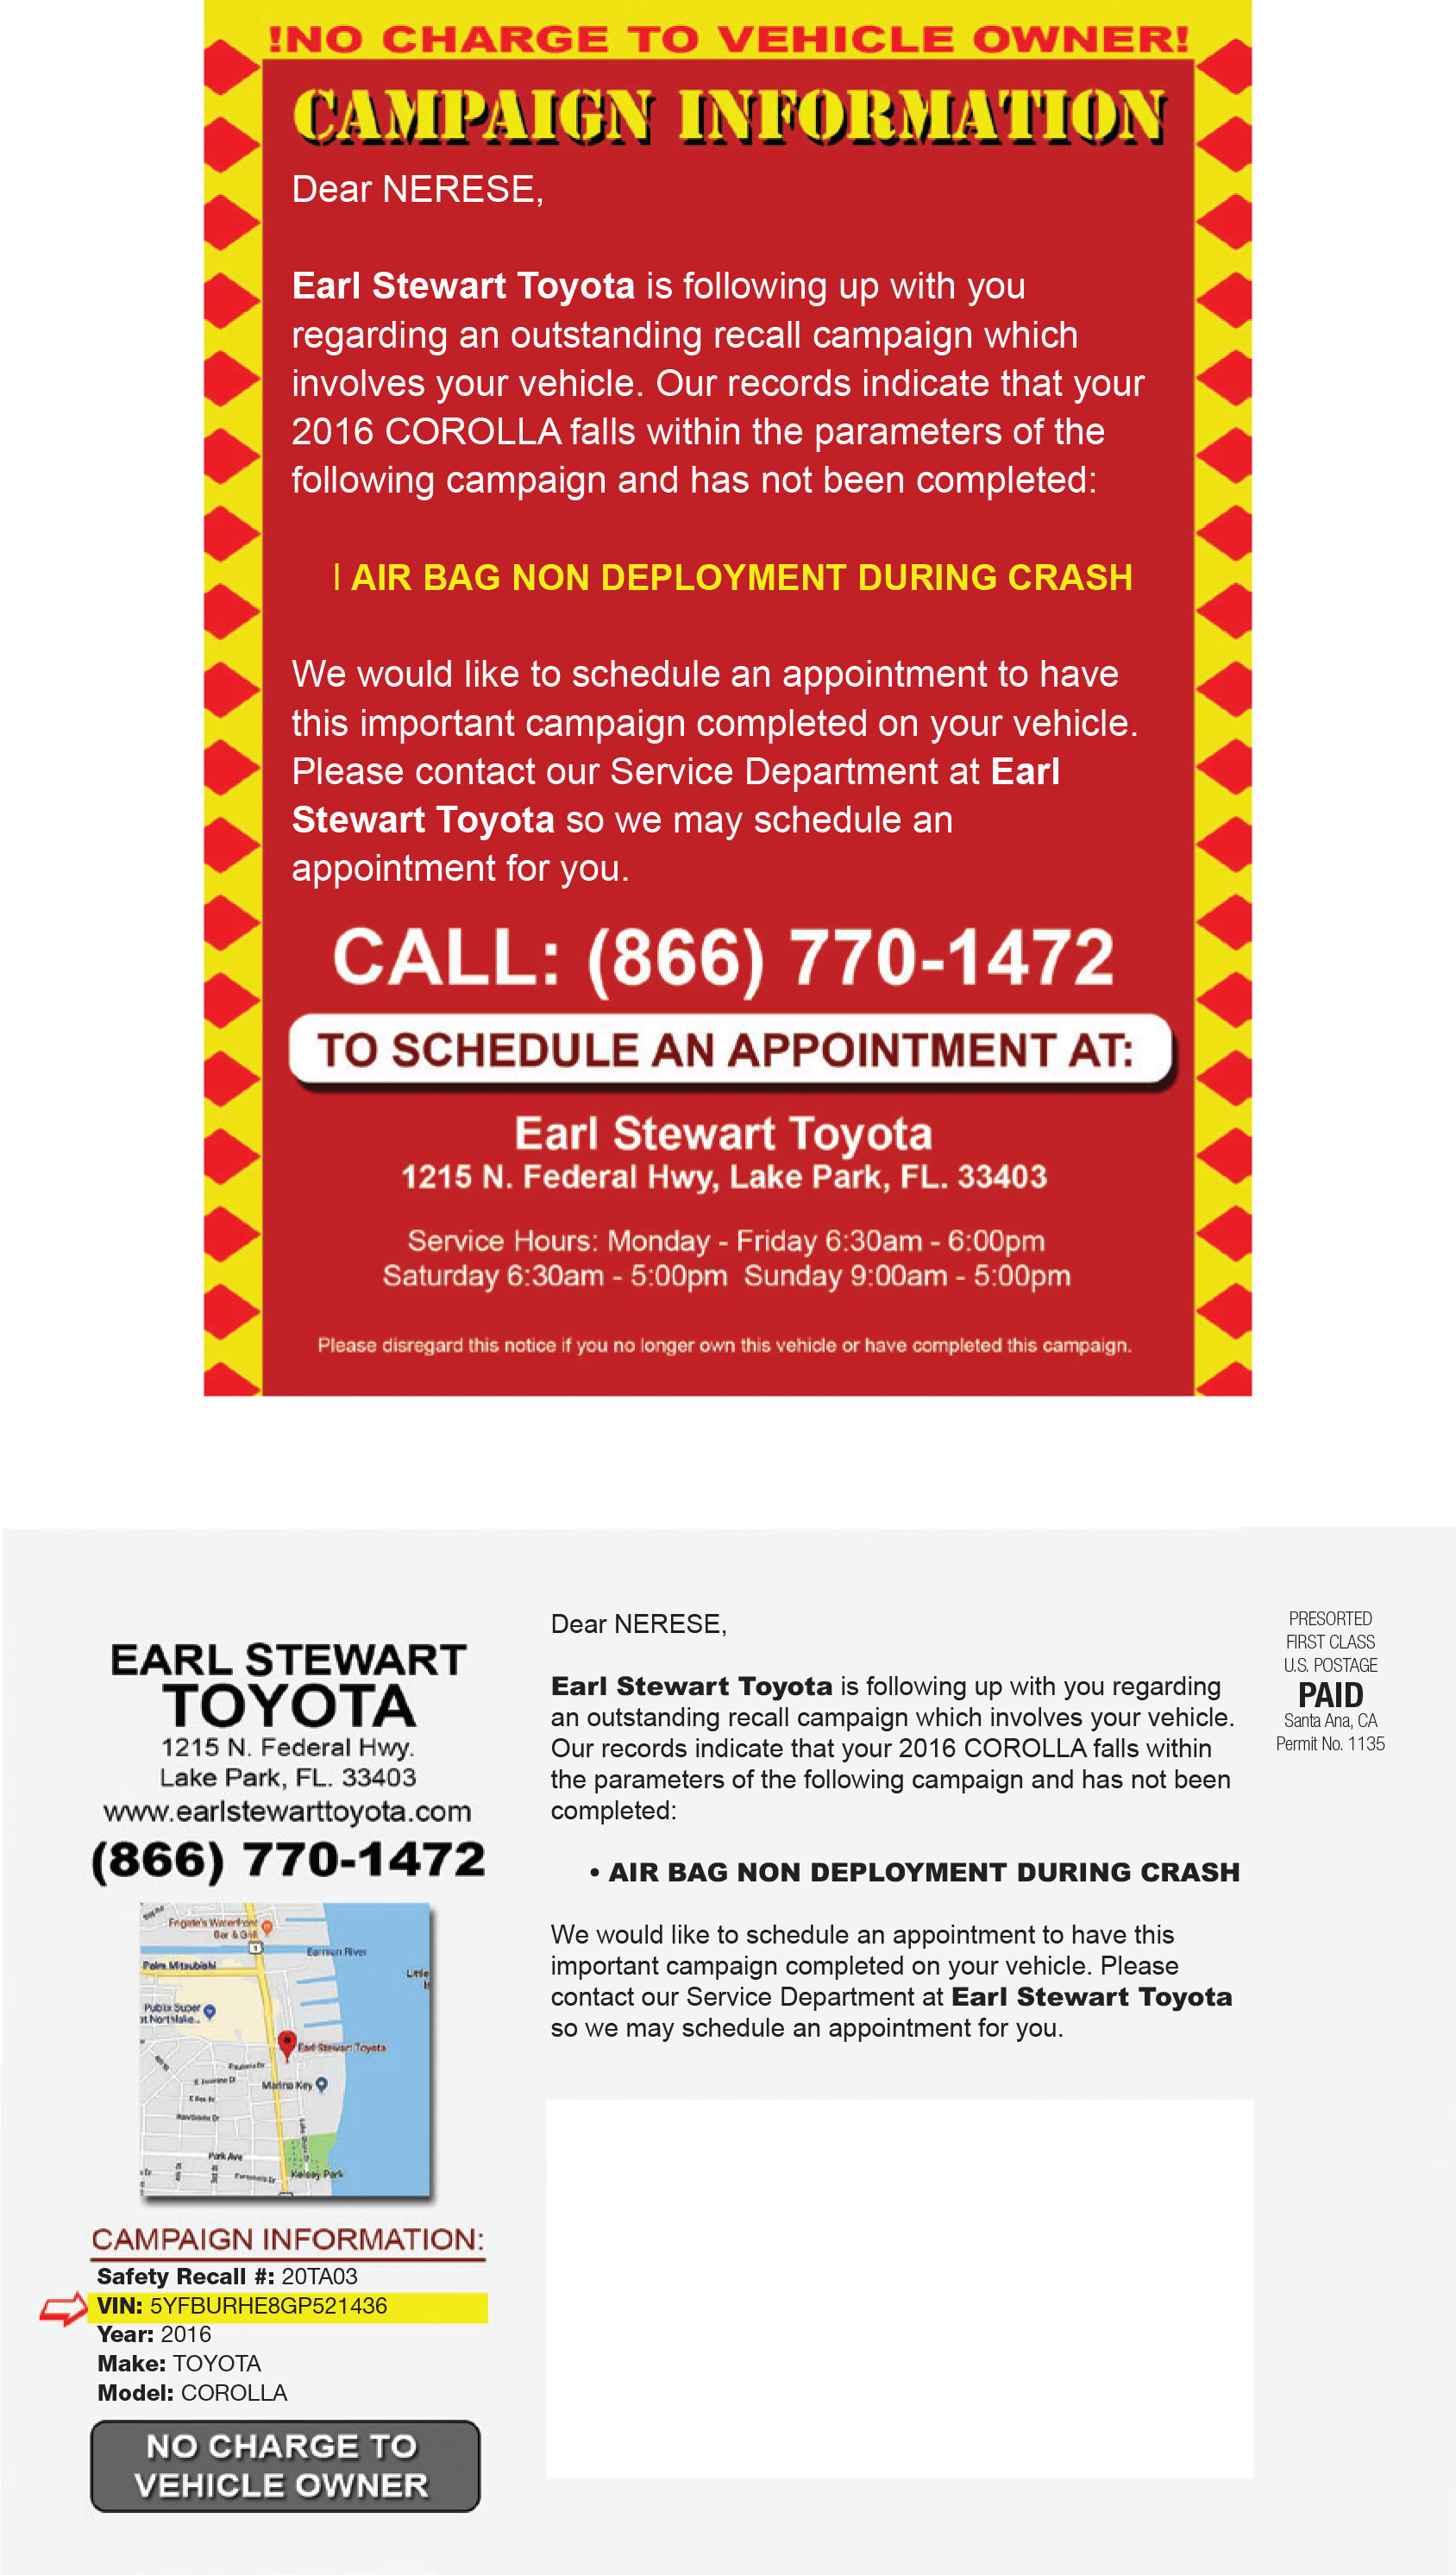 !NO CHARGE TO VEHICLE OWNER!
CAMPAIGN INFORMATION
Dear NERESE,
Earl Stewart Toyota is following up with you
regarding an outstanding recall campaign which
involves your vehicle. Our records indicate that your
2016 COROLLA falls within the parameters of the
following campaign and has not been completed:
| AIR BAG NON DEPLOYMENT DURING CRASH
We would like to schedule an appointment to have
this important campaign completed on your vehicle.
Please contact our Service Department at Earl
Stewart Toyota so we may schedule an
appointment for you.
CALL: (866) 770-1472
TO SCHEDULE AN APPOINTMENT AT:
Earl Stewart Toyota
1215 N. Federal Hwy, Lake Park, FL. 33403
Service Hours: Monday - Friday 6:30am - 6:00pm
Saturday 6:30am - 5:00pm Sunday 9:00am - 5:00pm
Please disregard this notice if you no longer own this vehicle or have completed this campaign.
EARL STEWART
TOYOTA
1215 N. Federal Hwy.
Lake Park, FL. 33403
www.earlstewarttoyota.com
(866) 770-1472
Frigate's Waterfront
Bar & Grill
1
Earman River
Palm Mitsubishi
Little
Publix Super
at Northlake...
Earl Stewart Toyota
Marina Key
Park Ave
Kelsey Park
CAMPAIGN INFORMATION:
Safety Recall #: 20TA03
VIN: 5YFBURHE8GP521436
Year: 2016
Make: TOYOTA
Model: COROLLA
NO CHARGE TO
VEHICLE OWNER
Dear NERESE,
Earl Stewart Toyota is following up with you regarding
an outstanding recall campaign which involves your vehicle.
Our records indicate that your 2016 COROLLA falls within
the parameters of the following campaign and has not been
completed:
• AIR BAG NON DEPLOYMENT DURING CRASH
We would like to schedule an appointment to have this
important campaign completed on your vehicle. Please
contact our Service Department at Earl Stewart Toyota
so we may schedule an appointment for you.
PRESORTED
FIRST CLASS
U.S. POSTAGE
PAID
Santa Ana, CA
Permit No. 1135